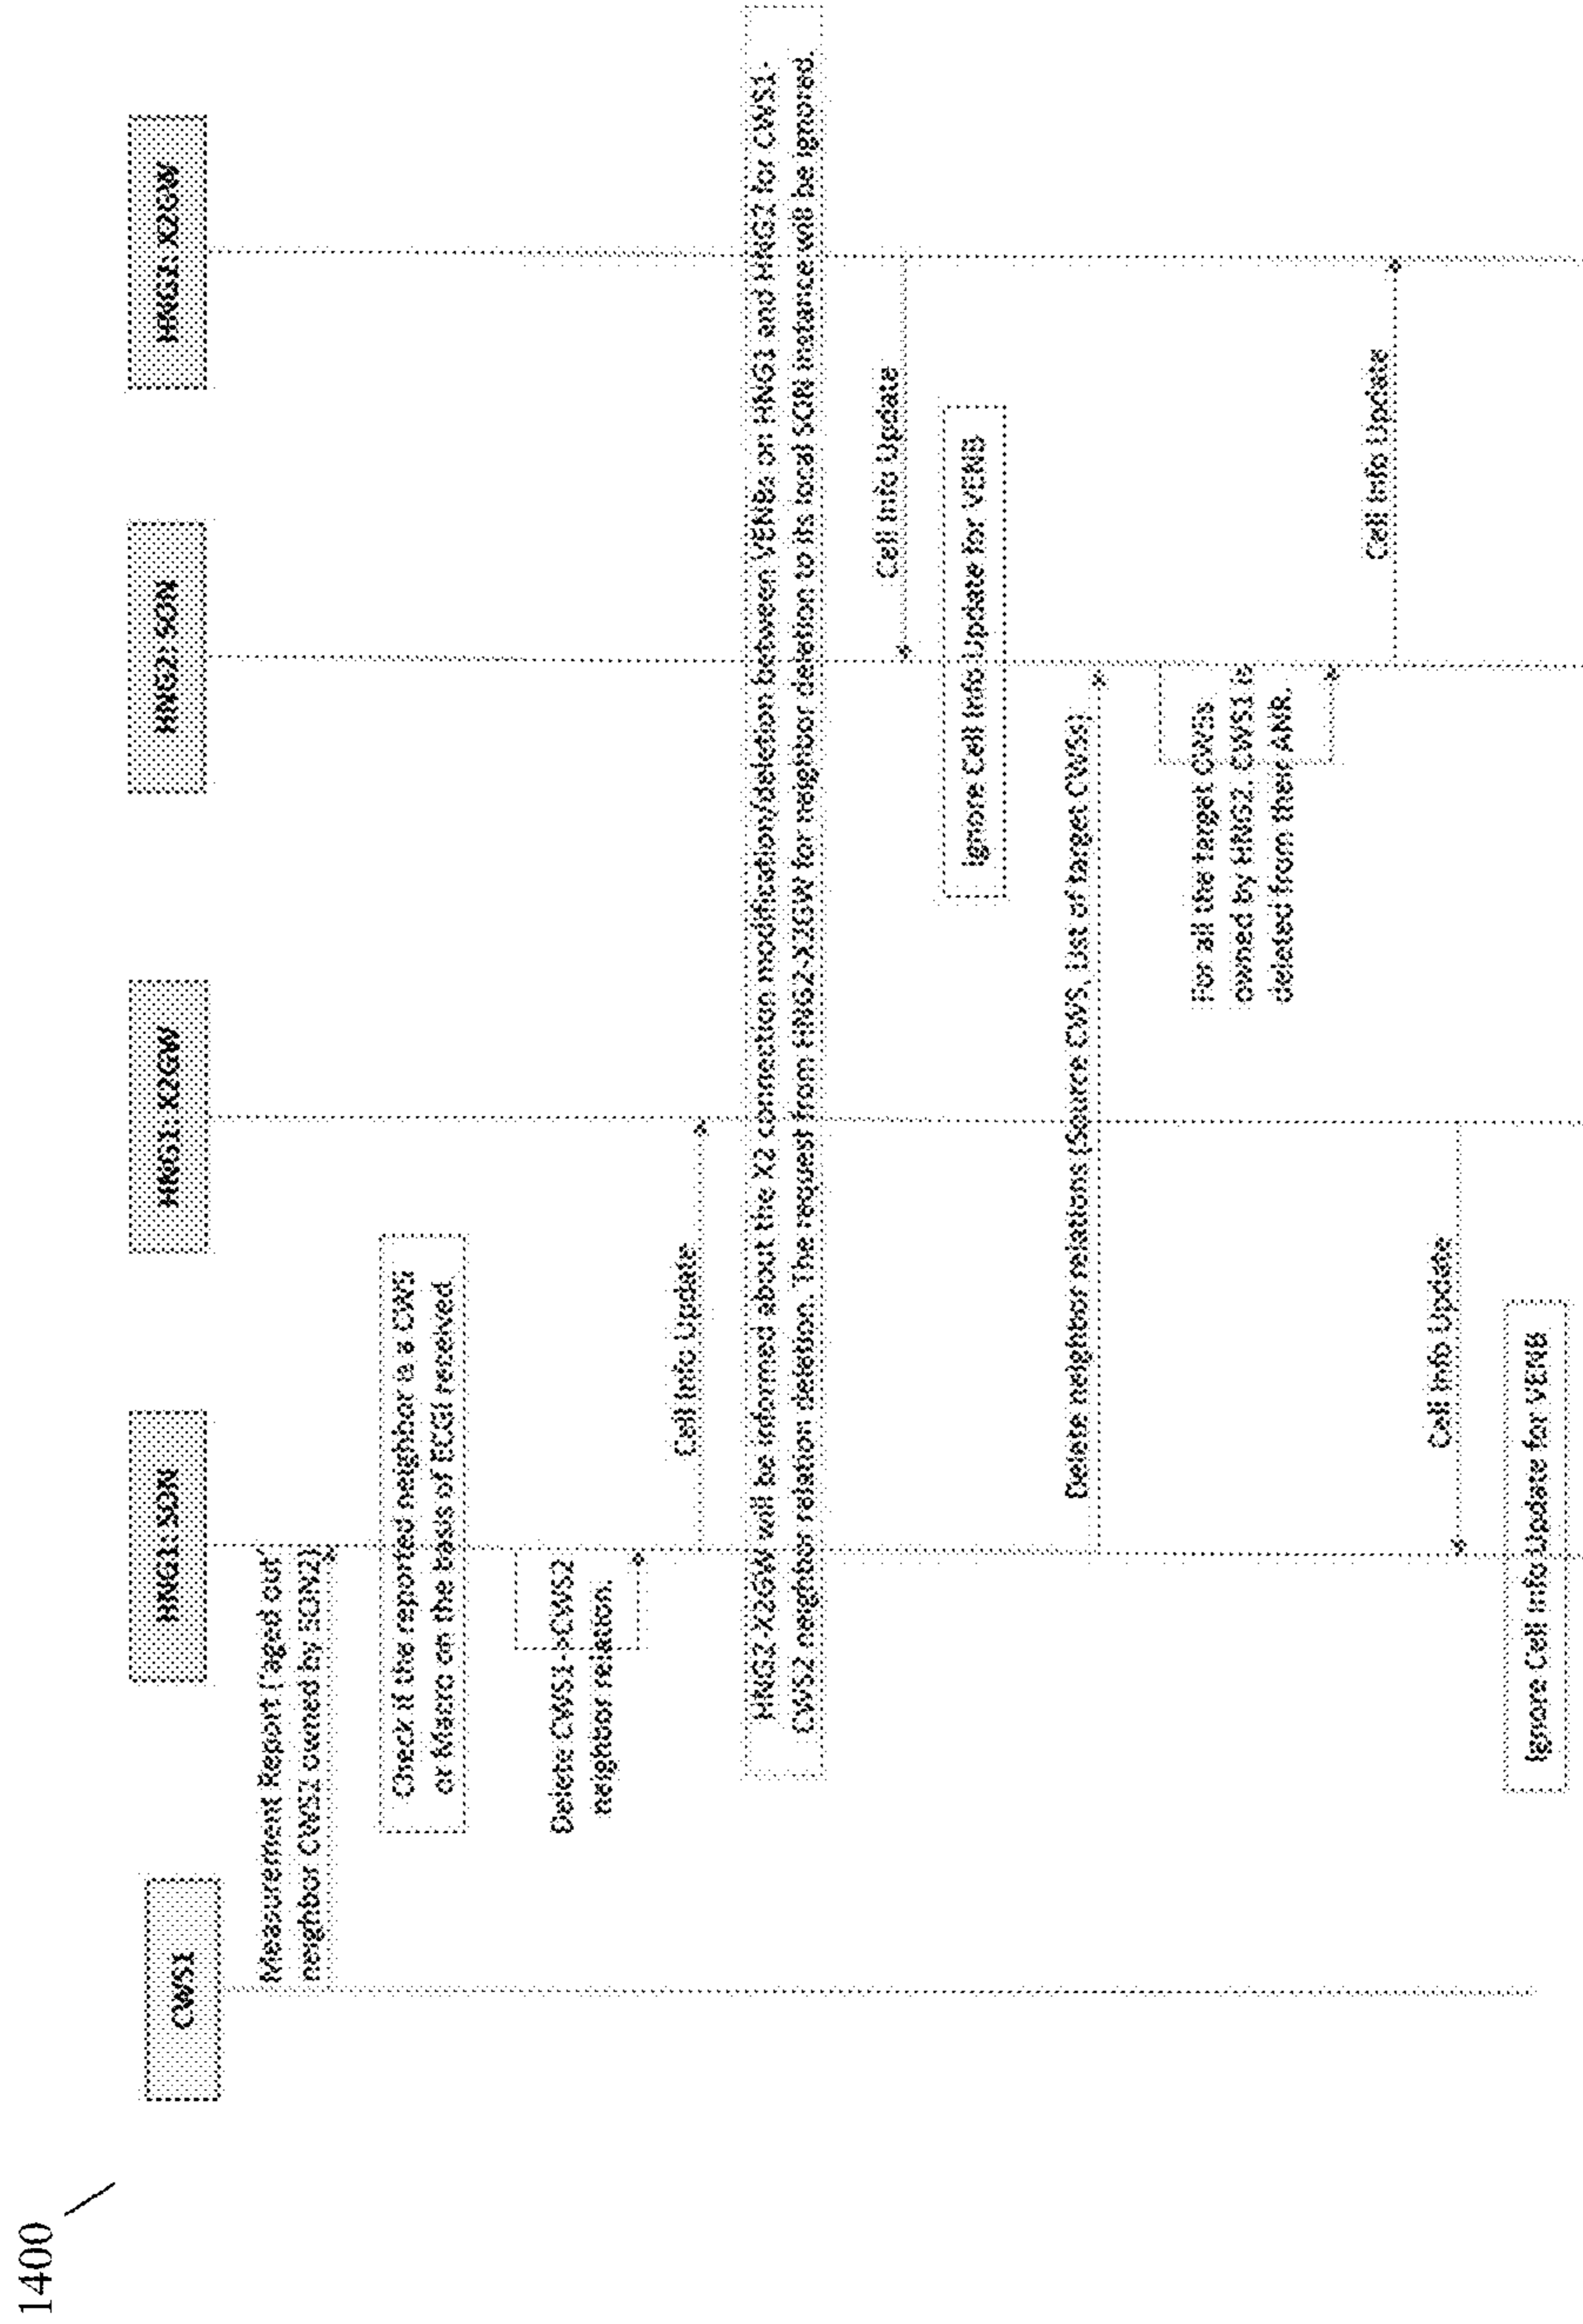 1400
CWS1
HNG1: SON
HNG1: X2GW
HNG2: SON
HNG2: X2GW
Measurement Report ( aged out
neighbor CWS2 owned by SON2)
Check if the reported neighbor is a CWS
or Macro on the basis of ECGI received
Delete CWS1->CWS2
neighbor relation.
Cell Info Update
HNG2-X2GW will be informed about the X2 connection modification/deletion between VENBs on HNG1 and HNG2 for CWS1-
CWS2 neighbor relation deletion. The request from HNG2-X2GW for neighbor deletion to its local SON instance will be ignored.
Cell Info Update
Ignore Cell Info Update for VENB
Delete neighbor relations (Source CWS, List of target CWSs)
For all the target CWSs
owned by HNG2, CWS1 is
deleted from their ANR.
Cell Info Update
Cell Info Update
Ignore Cell Info Update for VENB